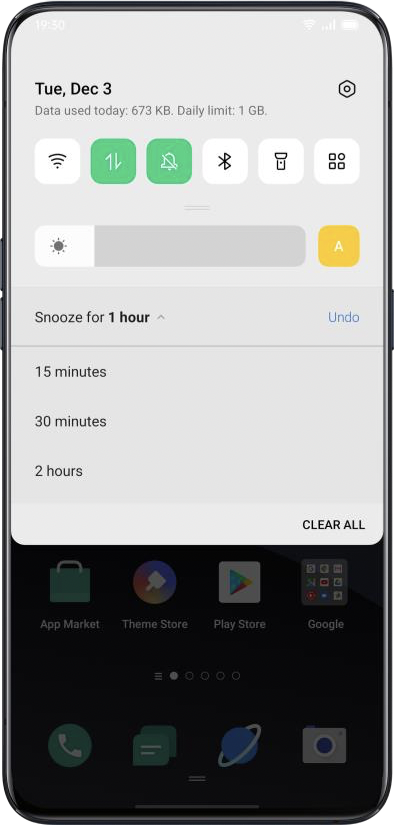 19:30
Tue, Dec 3
Data used today: 673 KB. Daily limit: 1 GB.
A
Snooze for 1 hour
Undo
15 minutes
30 minutes
2 hours
CLEAR ALL
App Market
Theme Store
Play Store
Google